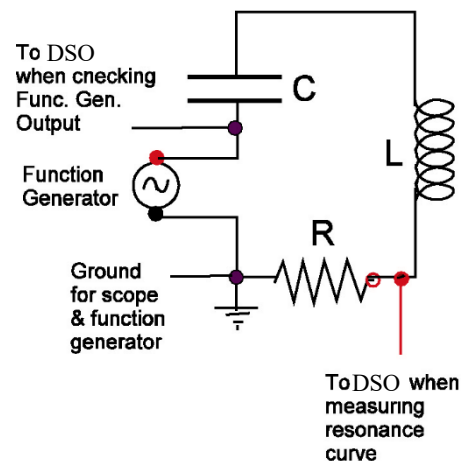 To DSO
when cnecking
Func. Gen.
Output
C
Function
Generator
L
R
Ground
for scope
& function
generator
To DSO when
measuring
resonance
curve